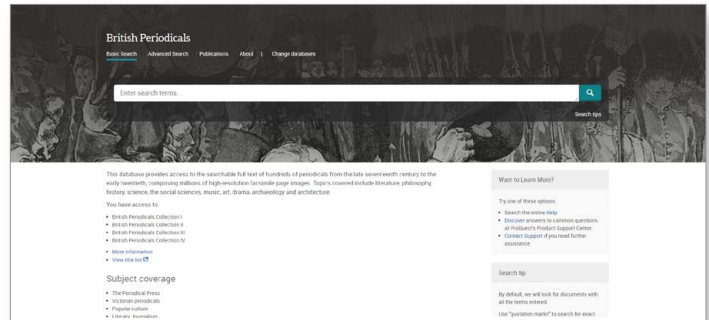 British Periodicals
Basic Search Advanced Search Publications About | Change databases
Enter search terms...
Search tips
This database provides access to the searchable full text of hundreds of periodicals from the late seventeenth century to the
early twentieth, comprising millions of high-resolution facsimile page images. Topics covered include literature, philosophy,
history, science, the social sciences, music, art, drama, archaeology and architecture.
You have access to
• British Periodicals Collection I
• British Periodicals Collection II
• British Periodicals Collection III
• British Periodicals Collection IV
• More information
• View title list
Subject coverage
• The Periodical Press
• Victorian periodicals
• Popular culture
• Literary Journalism
Want to Learn More?
Try one of these options:
• Search the online Help.
• Discover answers to common questions
at ProQuest's Product Support Center.
• Contact Support if you need further
assistance.
Search tip
By default, we will look for documents with
all the terms entered.
Use "quotation marks" to search for exact